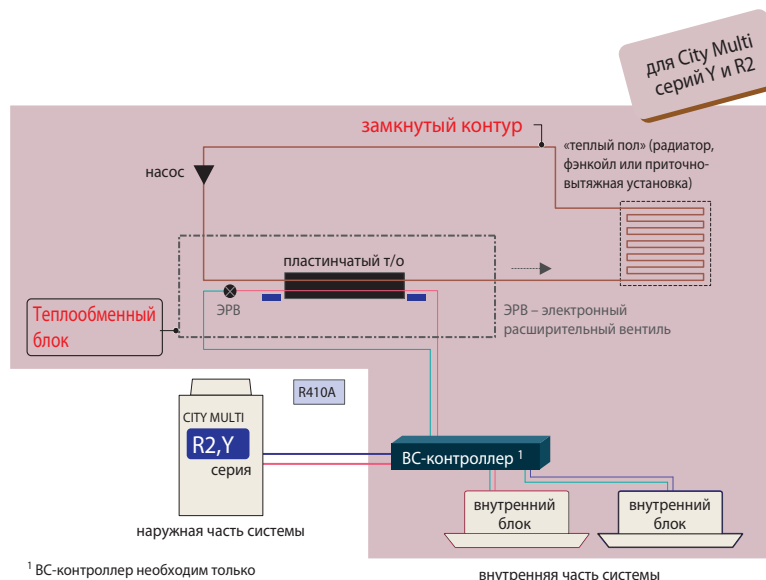 для City Multi
серий Y и R2
замкнутый контур
«теплый пол» (радиатор,
фэнкойл или приточно-
вытяжная установка)
насос
пластинчатый т/о
ЭРВ
ЭРВ – электронный
расширительный вентиль
Теплообменный
блок
R410A
CITY MULTI
R2,Y
серия
ВС-контроллер ¹
внутренний
блок
внутренний
блок
наружная часть системы
внутренняя часть системы
¹ ВС-контроллер необходим только